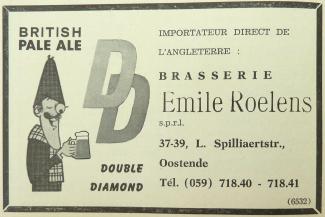 BRITISH
PALE ALE
DD
DOUBLE
DIAMOND
IMPORTATEUR DIRECT DE
L'ANGLETERRE :
BRASSERIE
Emile Roelens
s.p.r.l.
37-39, L. Spilliaertstr.,
Oostende
Tél. (059) 718.40 - 718.41
(6532)